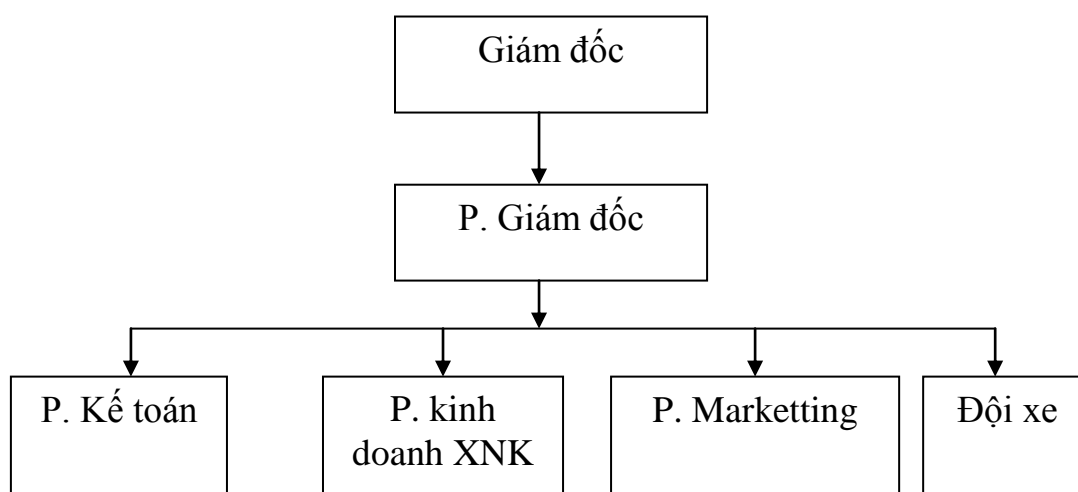 Giám đốc
P. Giám đốc
P. Kế toán
P. kinh
doanh XNK
P. Marketting
Đội xe